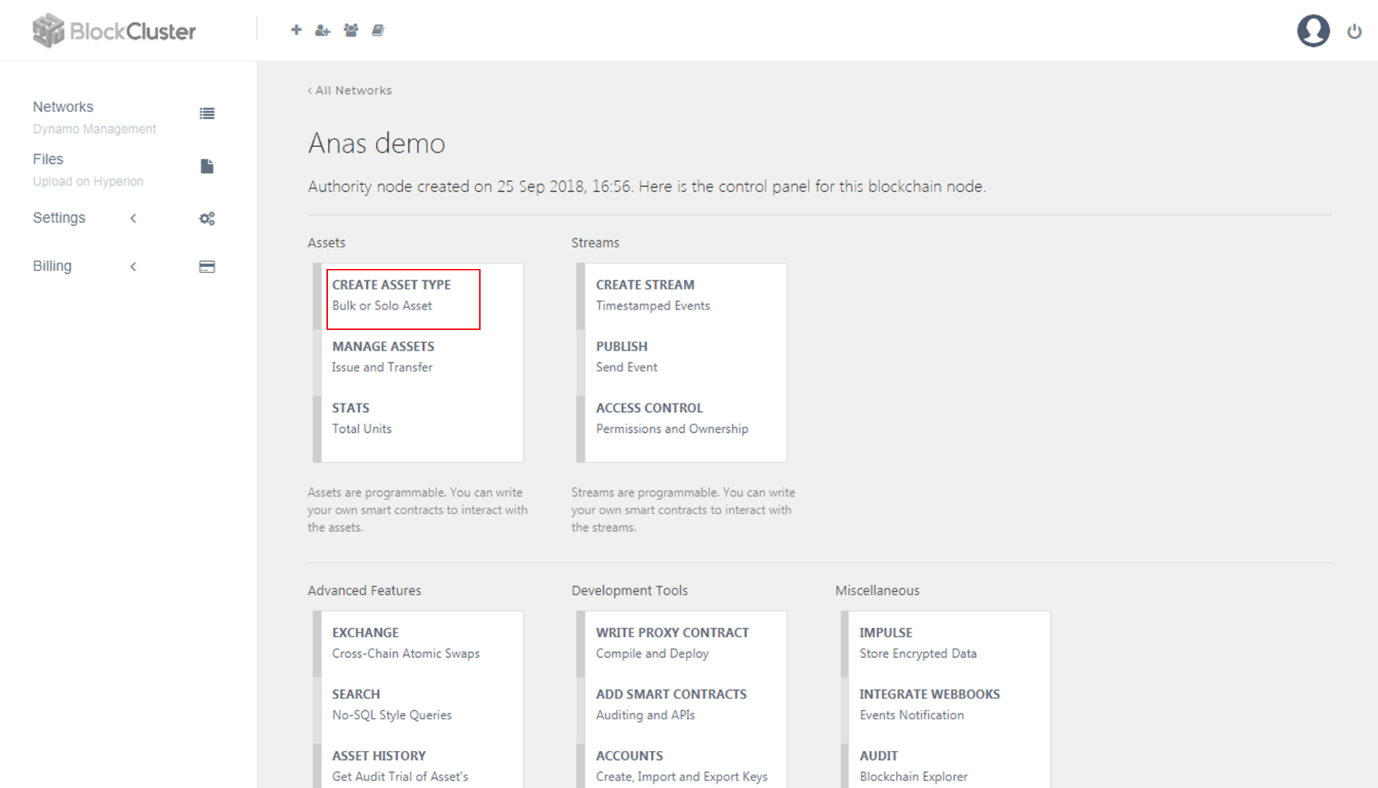 BlockCluster
Networks
Dynamo Management
Files
Upload on Hyperion
Settings
Billing
‹ All Networks
Anas demo
Authority node created on 25 Sep 2018, 16:56. Here is the control panel for this blockchain node.
Assets
CREATE ASSET TYPE
Bulk or Solo Asset
MANAGE ASSETS
Issue and Transfer
STATS
Total Units
Assets are programmable. You can write
your own smart contracts to interact with
the assets.
Streams
CREATE STREAM
Timestamped Events
PUBLISH
Send Event
ACCESS CONTROL
Permissions and Ownership
Streams are programmable. You can write
your own smart contracts to interact with
the streams.
Advanced Features
EXCHANGE
Cross-Chain Atomic Swaps
SEARCH
No-SQL Style Queries
ASSET HISTORY
Get Audit Trial of Asset's
Development Tools
WRITE PROXY CONTRACT
Compile and Deploy
ADD SMART CONTRACTS
Auditing and APIs
ACCOUNTS
Create, Import and Export Keys
Miscellaneous
IMPULSE
Store Encrypted Data
INTEGRATE WEBBOOKS
Events Notification
AUDIT
Blockchain Explorer